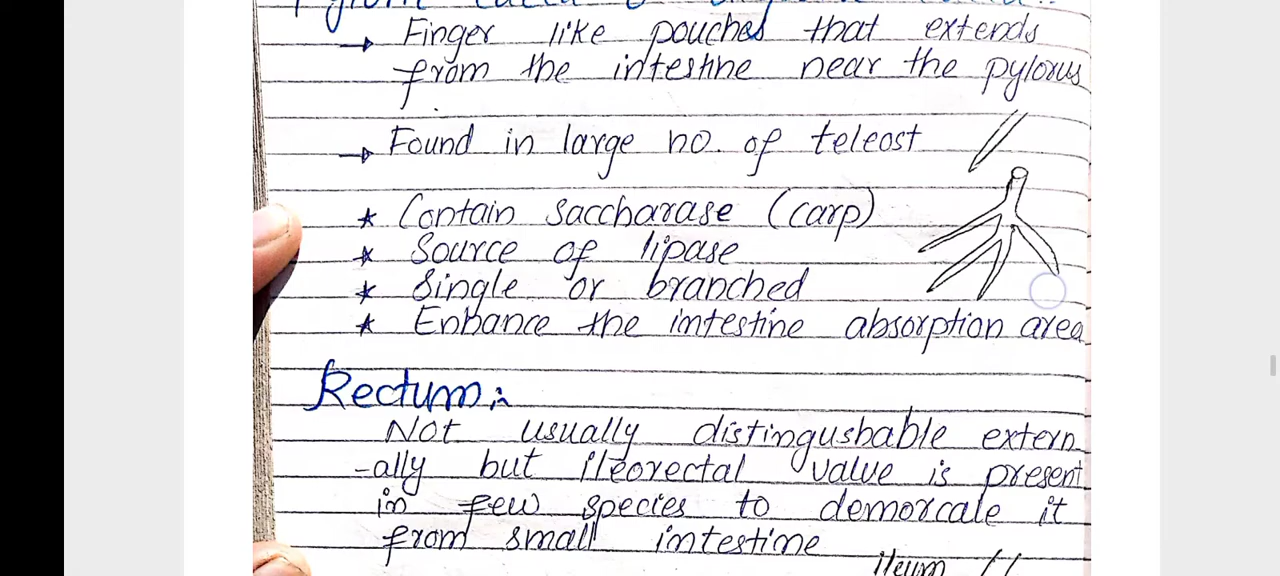 → Finger like pouches that extends
from the intestine near the pylorus
→ Found in large no. of teleost
* Contain saccharase (carp)
* Source of lipase
* Single or branched
* Enhance the intestine absorption area
Rectum:
Not usually distingushable extern
-ally but ileorectal value is present
in few species to demorcale it
from small intestine
ileum